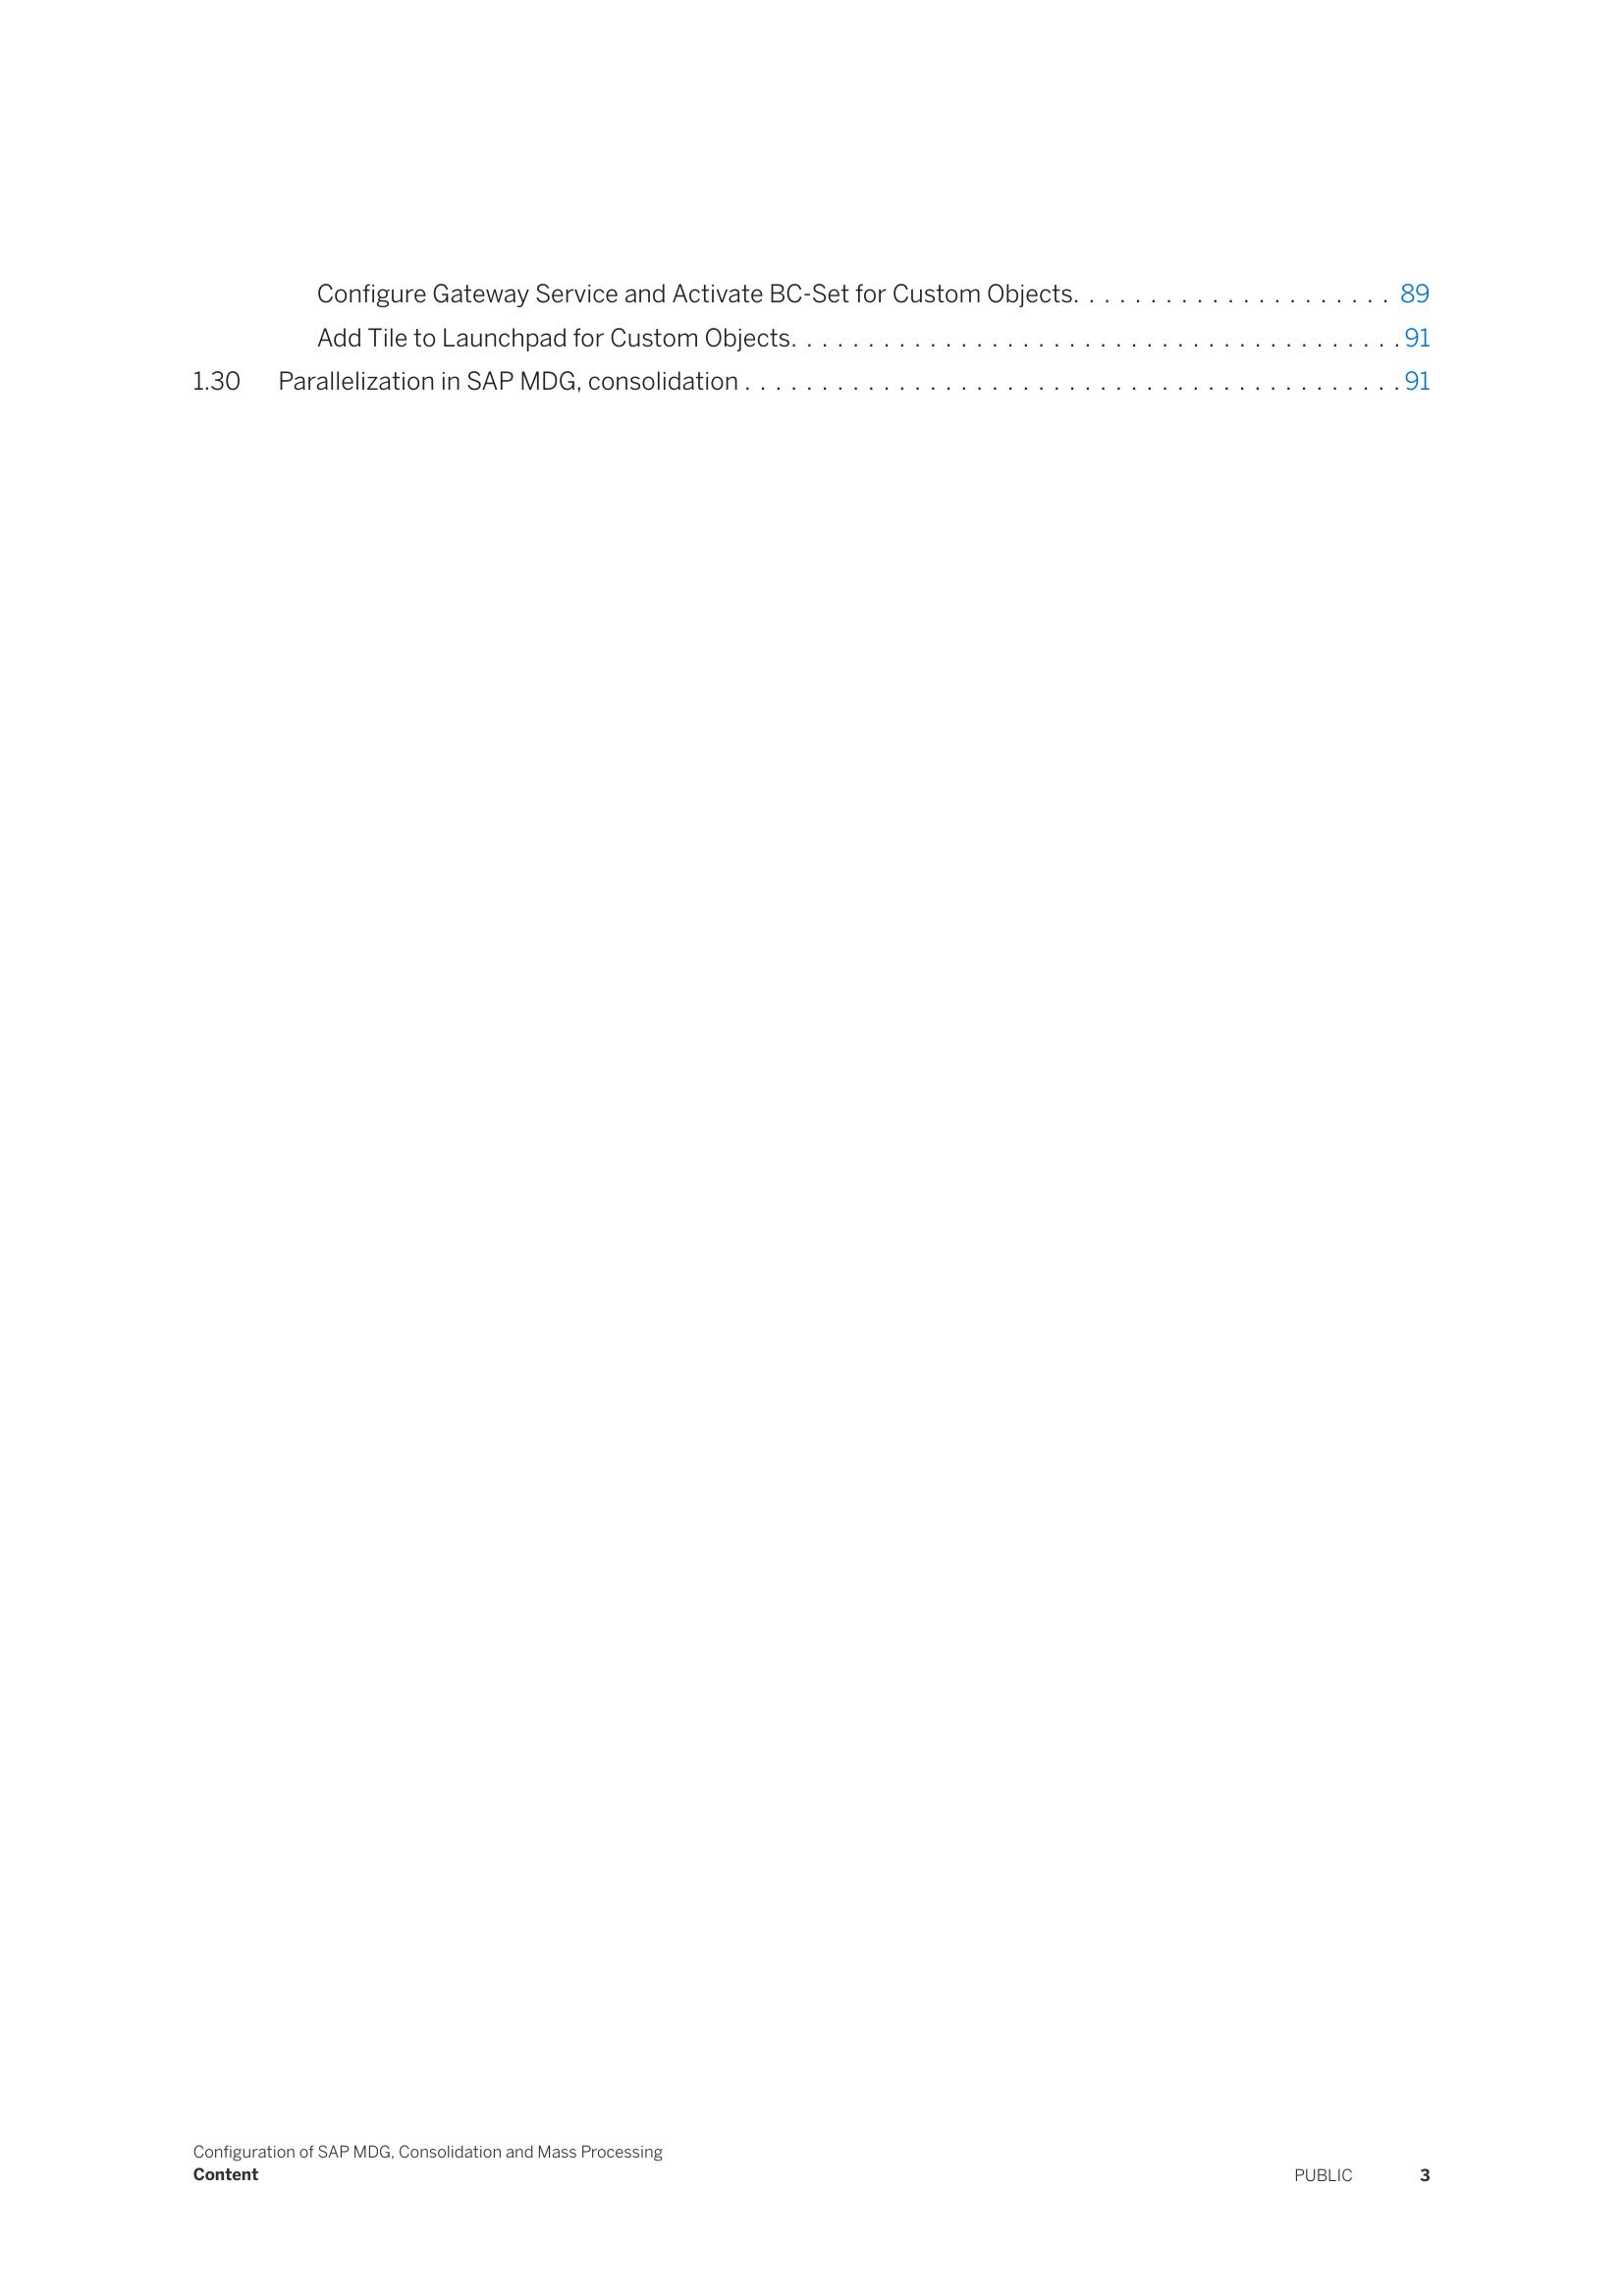 Configure Gateway Service and Activate BC-Set for Custom Objects. . . . . . . . . . . . . . . . . . . . . 89
Add Tile to Launchpad for Custom Objects. . . . . . . . . . . . . . . . . . . . . . . . . . . . . . . . . . . . . . . . 91
1.30 Parallelization in SAP MDG, consolidation . . . . . . . . . . . . . . . . . . . . . . . . . . . . . . . . . . . . . . . . . . . 91
Configuration of SAP MDG, Consolidation and Mass Processing
Content PUBLIC 3